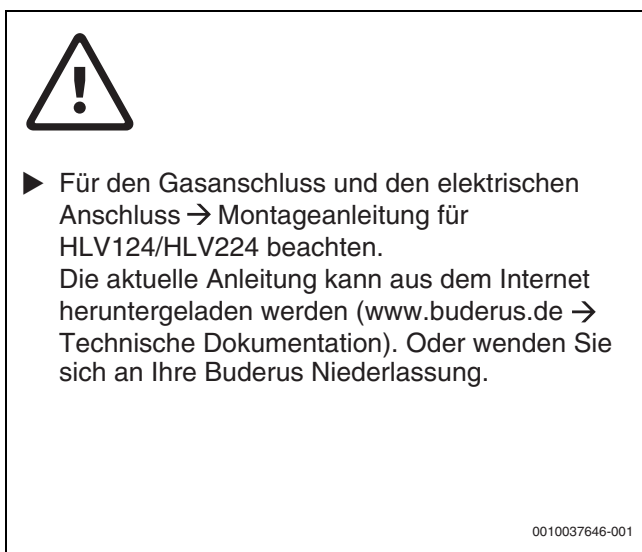 ▶ Für den Gasanschluss und den elektrischen
Anschluss → Montageanleitung für
HLV124/HLV224 beachten.
Die aktuelle Anleitung kann aus dem Internet
heruntergeladen werden (www.buderus.de →
Technische Dokumentation). Oder wenden Sie
sich an Ihre Buderus Niederlassung.
0010037646-001